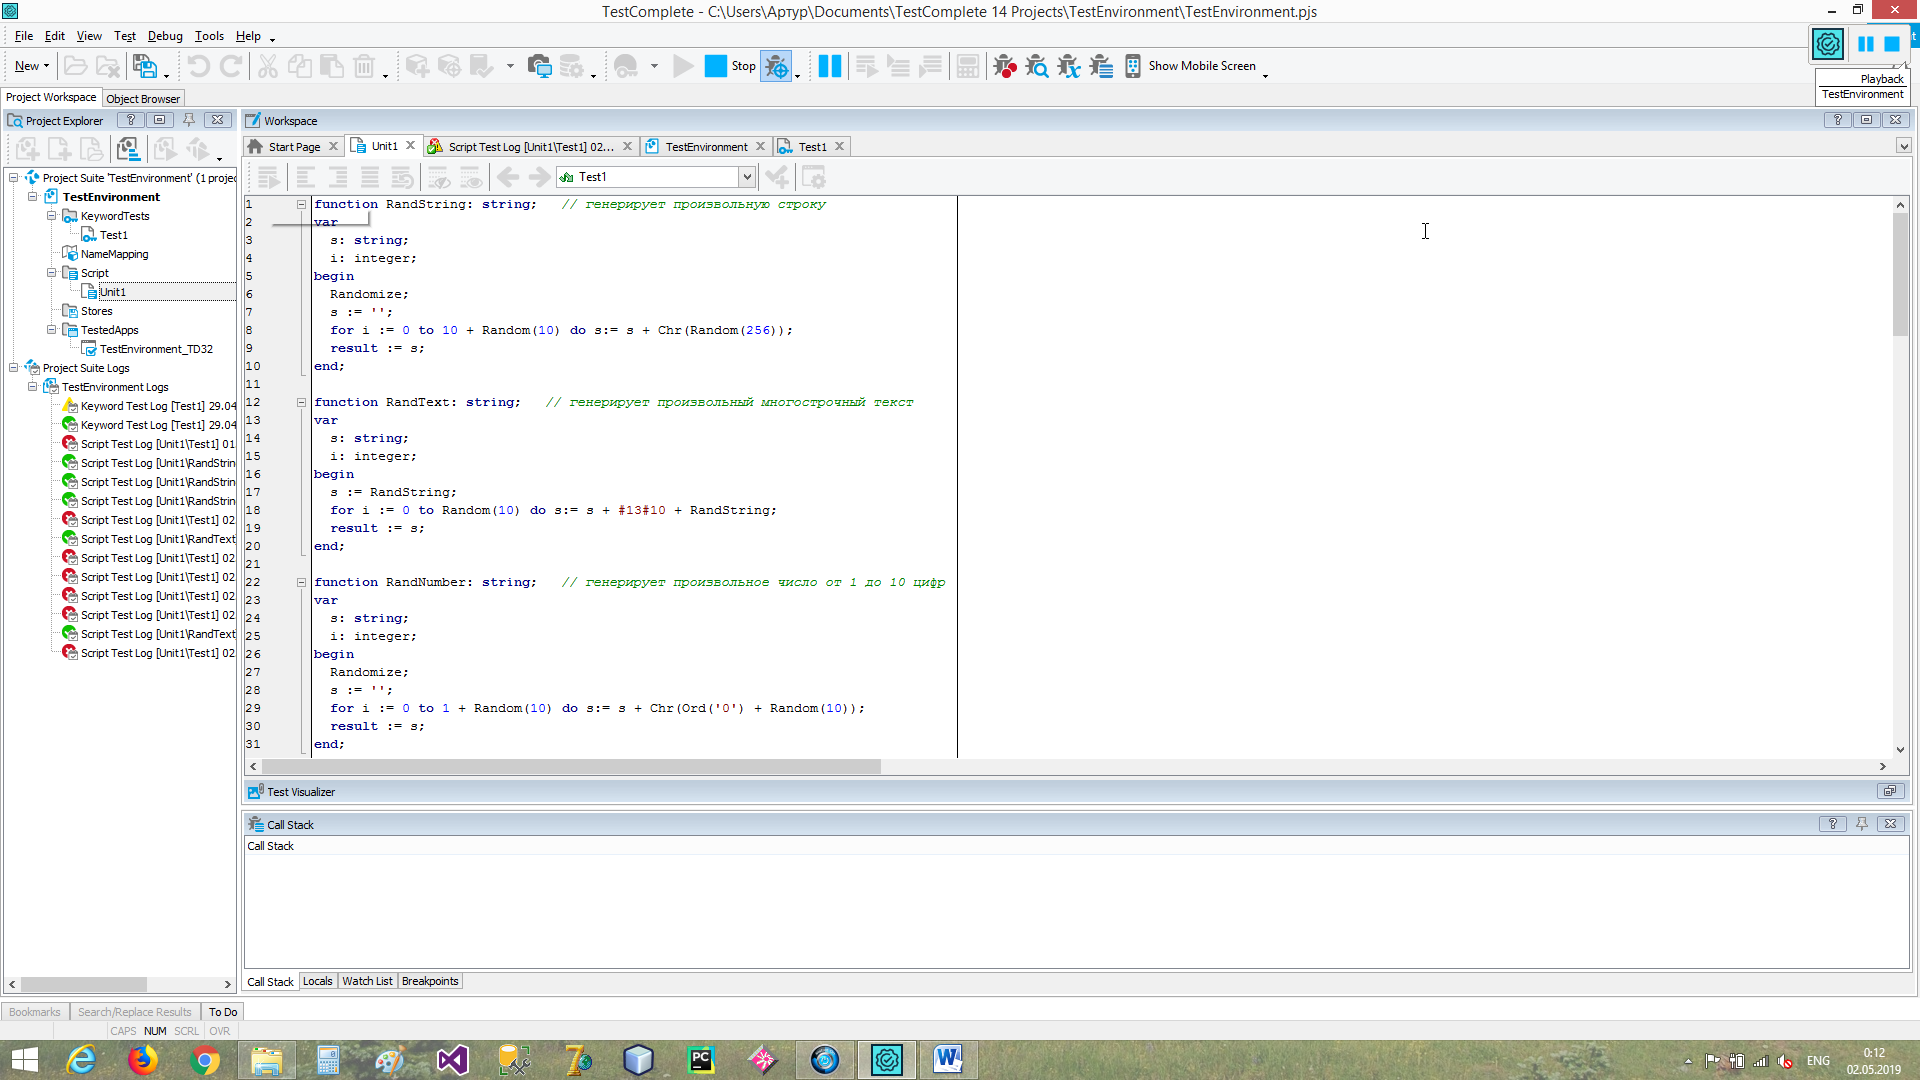 TestComplete - C:\Users\Артур\Documents\TestComplete 14 Projects\TestEnvironment\TestEnvironment.pjs
File Edit View Test Debug Tools Help
New Stop Show Mobile Screen
Playback
TestEnvironment
Project Workspace Object Browser
Project Explorer
Workspace
Start Page Unit1 Script Test Log [Unit1\Test1] 02... TestEnvironment Test1
Test1
Project Suite 'TestEnvironment' (1 projec
TestEnvironment
KeywordTests
Test1
NameMapping
Script
Unit1
Stores
TestedApps
TestEnvironment_TD32
Project Suite Logs
TestEnvironment Logs
Keyword Test Log [Test1] 29.04
Keyword Test Log [Test1] 29.04
Script Test Log [Unit1\Test1] 01
Script Test Log [Unit1\RandStrin
Script Test Log [Unit1\RandStrin
Script Test Log [Unit1\RandStrin
Script Test Log [Unit1\Test1] 02
Script Test Log [Unit1\RandText
Script Test Log [Unit1\Test1] 02
Script Test Log [Unit1\Test1] 02
Script Test Log [Unit1\Test1] 02
Script Test Log [Unit1\Test1] 02
Script Test Log [Unit1\RandText
Script Test Log [Unit1\Test1] 02
1 function RandString: string; // генерирует произвольную строку
2 var
3 s: string;
4 i: integer;
5 begin
6 Randomize;
7 s := '';
8 for i := 0 to 10 + Random(10) do s:= s + Chr(Random(256));
9 result := s;
10 end;
11
12 function RandText: string; // генерирует произвольный многострочный текст
13 var
14 s: string;
15 i: integer;
16 begin
17 s := RandString;
18 for i := 0 to Random(10) do s:= s + #13#10 + RandString;
19 result := s;
20 end;
21
22 function RandNumber: string; // генерирует произвольное число от 1 до 10 цифр
23 var
24 s: string;
25 i: integer;
26 begin
27 Randomize;
28 s := '';
29 for i := 0 to 1 + Random(10) do s:= s + Chr(Ord('0') + Random(10));
30 result := s;
31 end;
Test Visualizer
Call Stack
Call Stack
Call Stack Locals Watch List Breakpoints
Bookmarks Search/Replace Results To Do
CAPS NUM SCRL OVR
ENG
0:12
02.05.2019